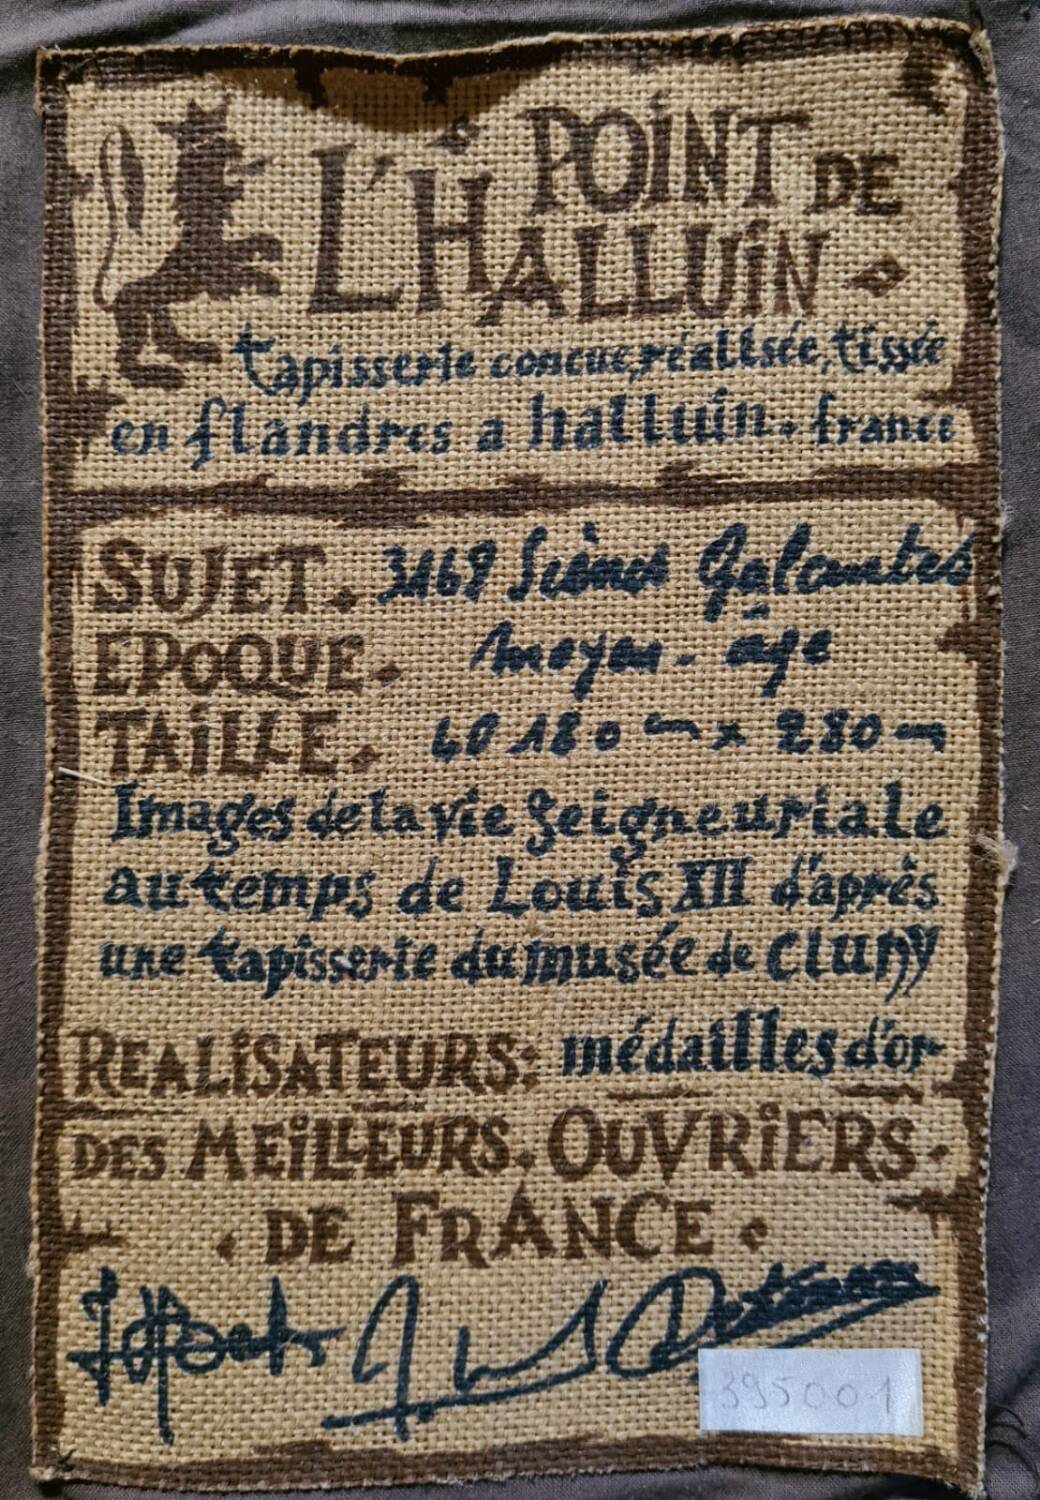 POINT DE
L'HALLUIN
tapisserie concue, réalisée, tissée
en flandres a halluin. france
SUJET. 3168 Scènes Galantes
EPOQUE. moyen-âge
TAILLE. 180 cm x 280 cm
Images de la vie Seigneuriale
au temps de Louis XII d'après
une tapisserie du musée de Cluny
REALISATEURS: médailles d'or
DES MEILLEURS. OUVRIERS.
DE FRANCE.
395001